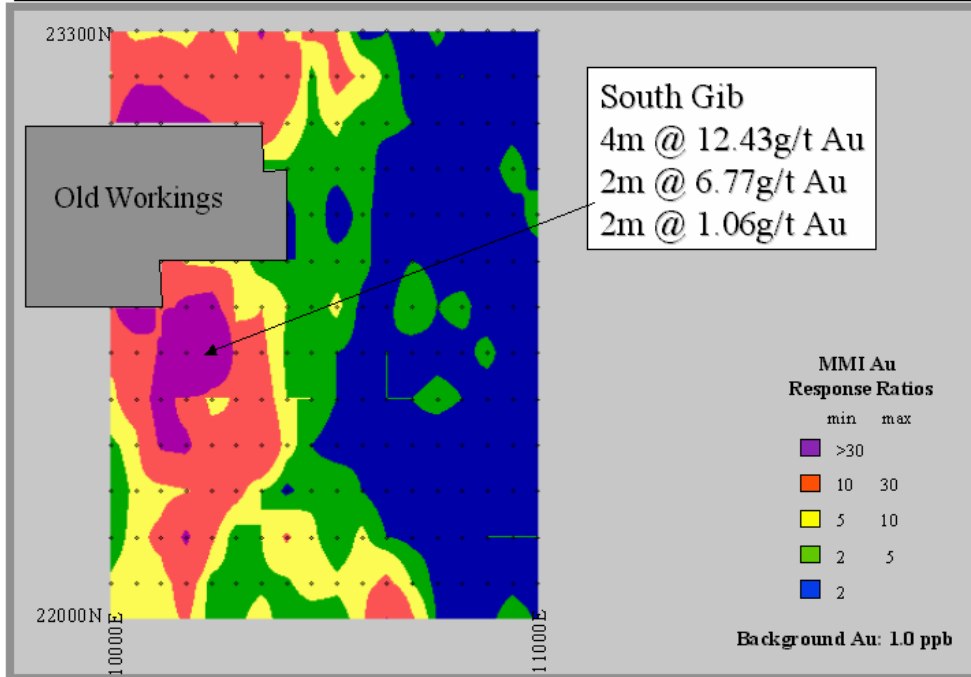 23300N
South Gib
4m @ 12.43g/t Au
2m @ 6.77g/t Au
2m @ 1.06g/t Au
Old Workings
MMI Au
Response Ratios
min max
>30
10 30
5 10
2 5
2
22000N
10000E
11000E
Background Au: 1.0 ppb